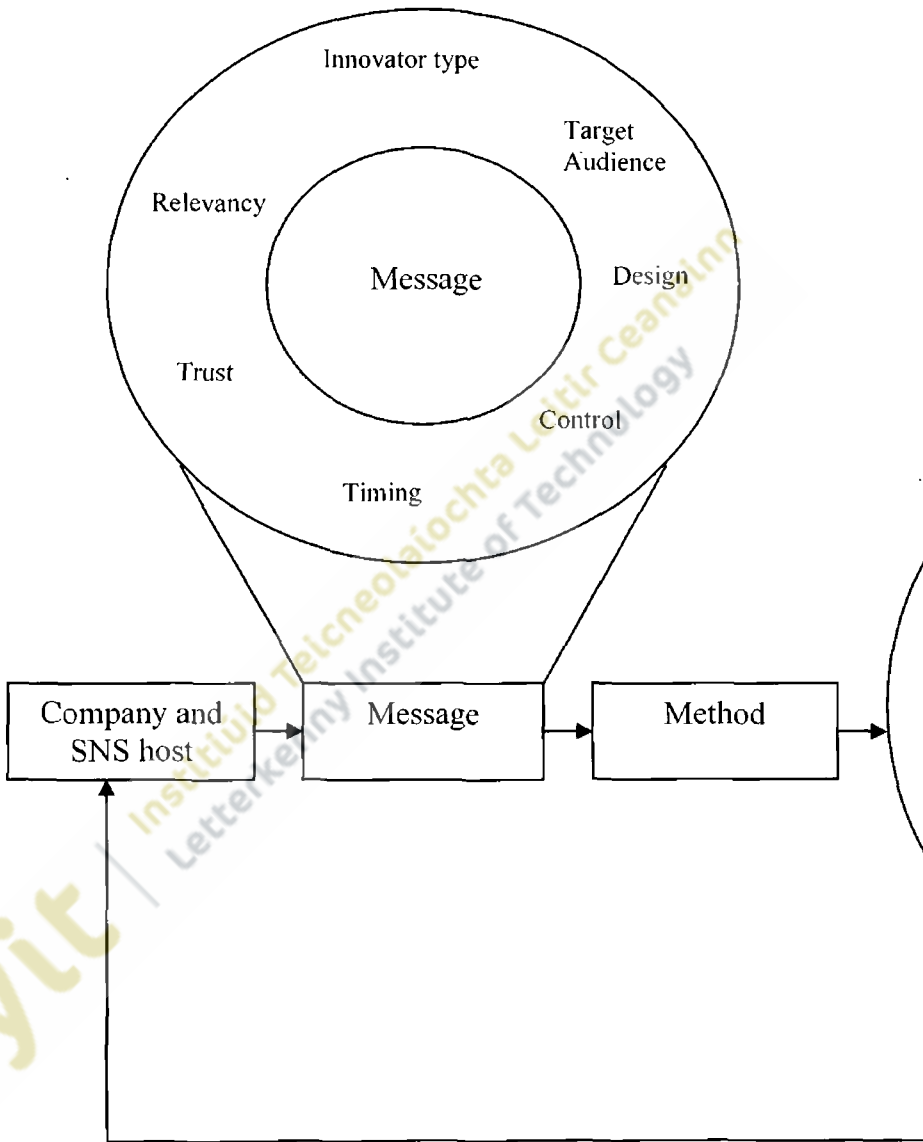 Innovator type
Target
Audience
Relevancy
Message
Design
Trust
Control
Timing
Company and
SNS host
Message
Method
Institiúid Teicneolaíochta Leitir Ceanainn
Letterkenny Institute of Technology
yit